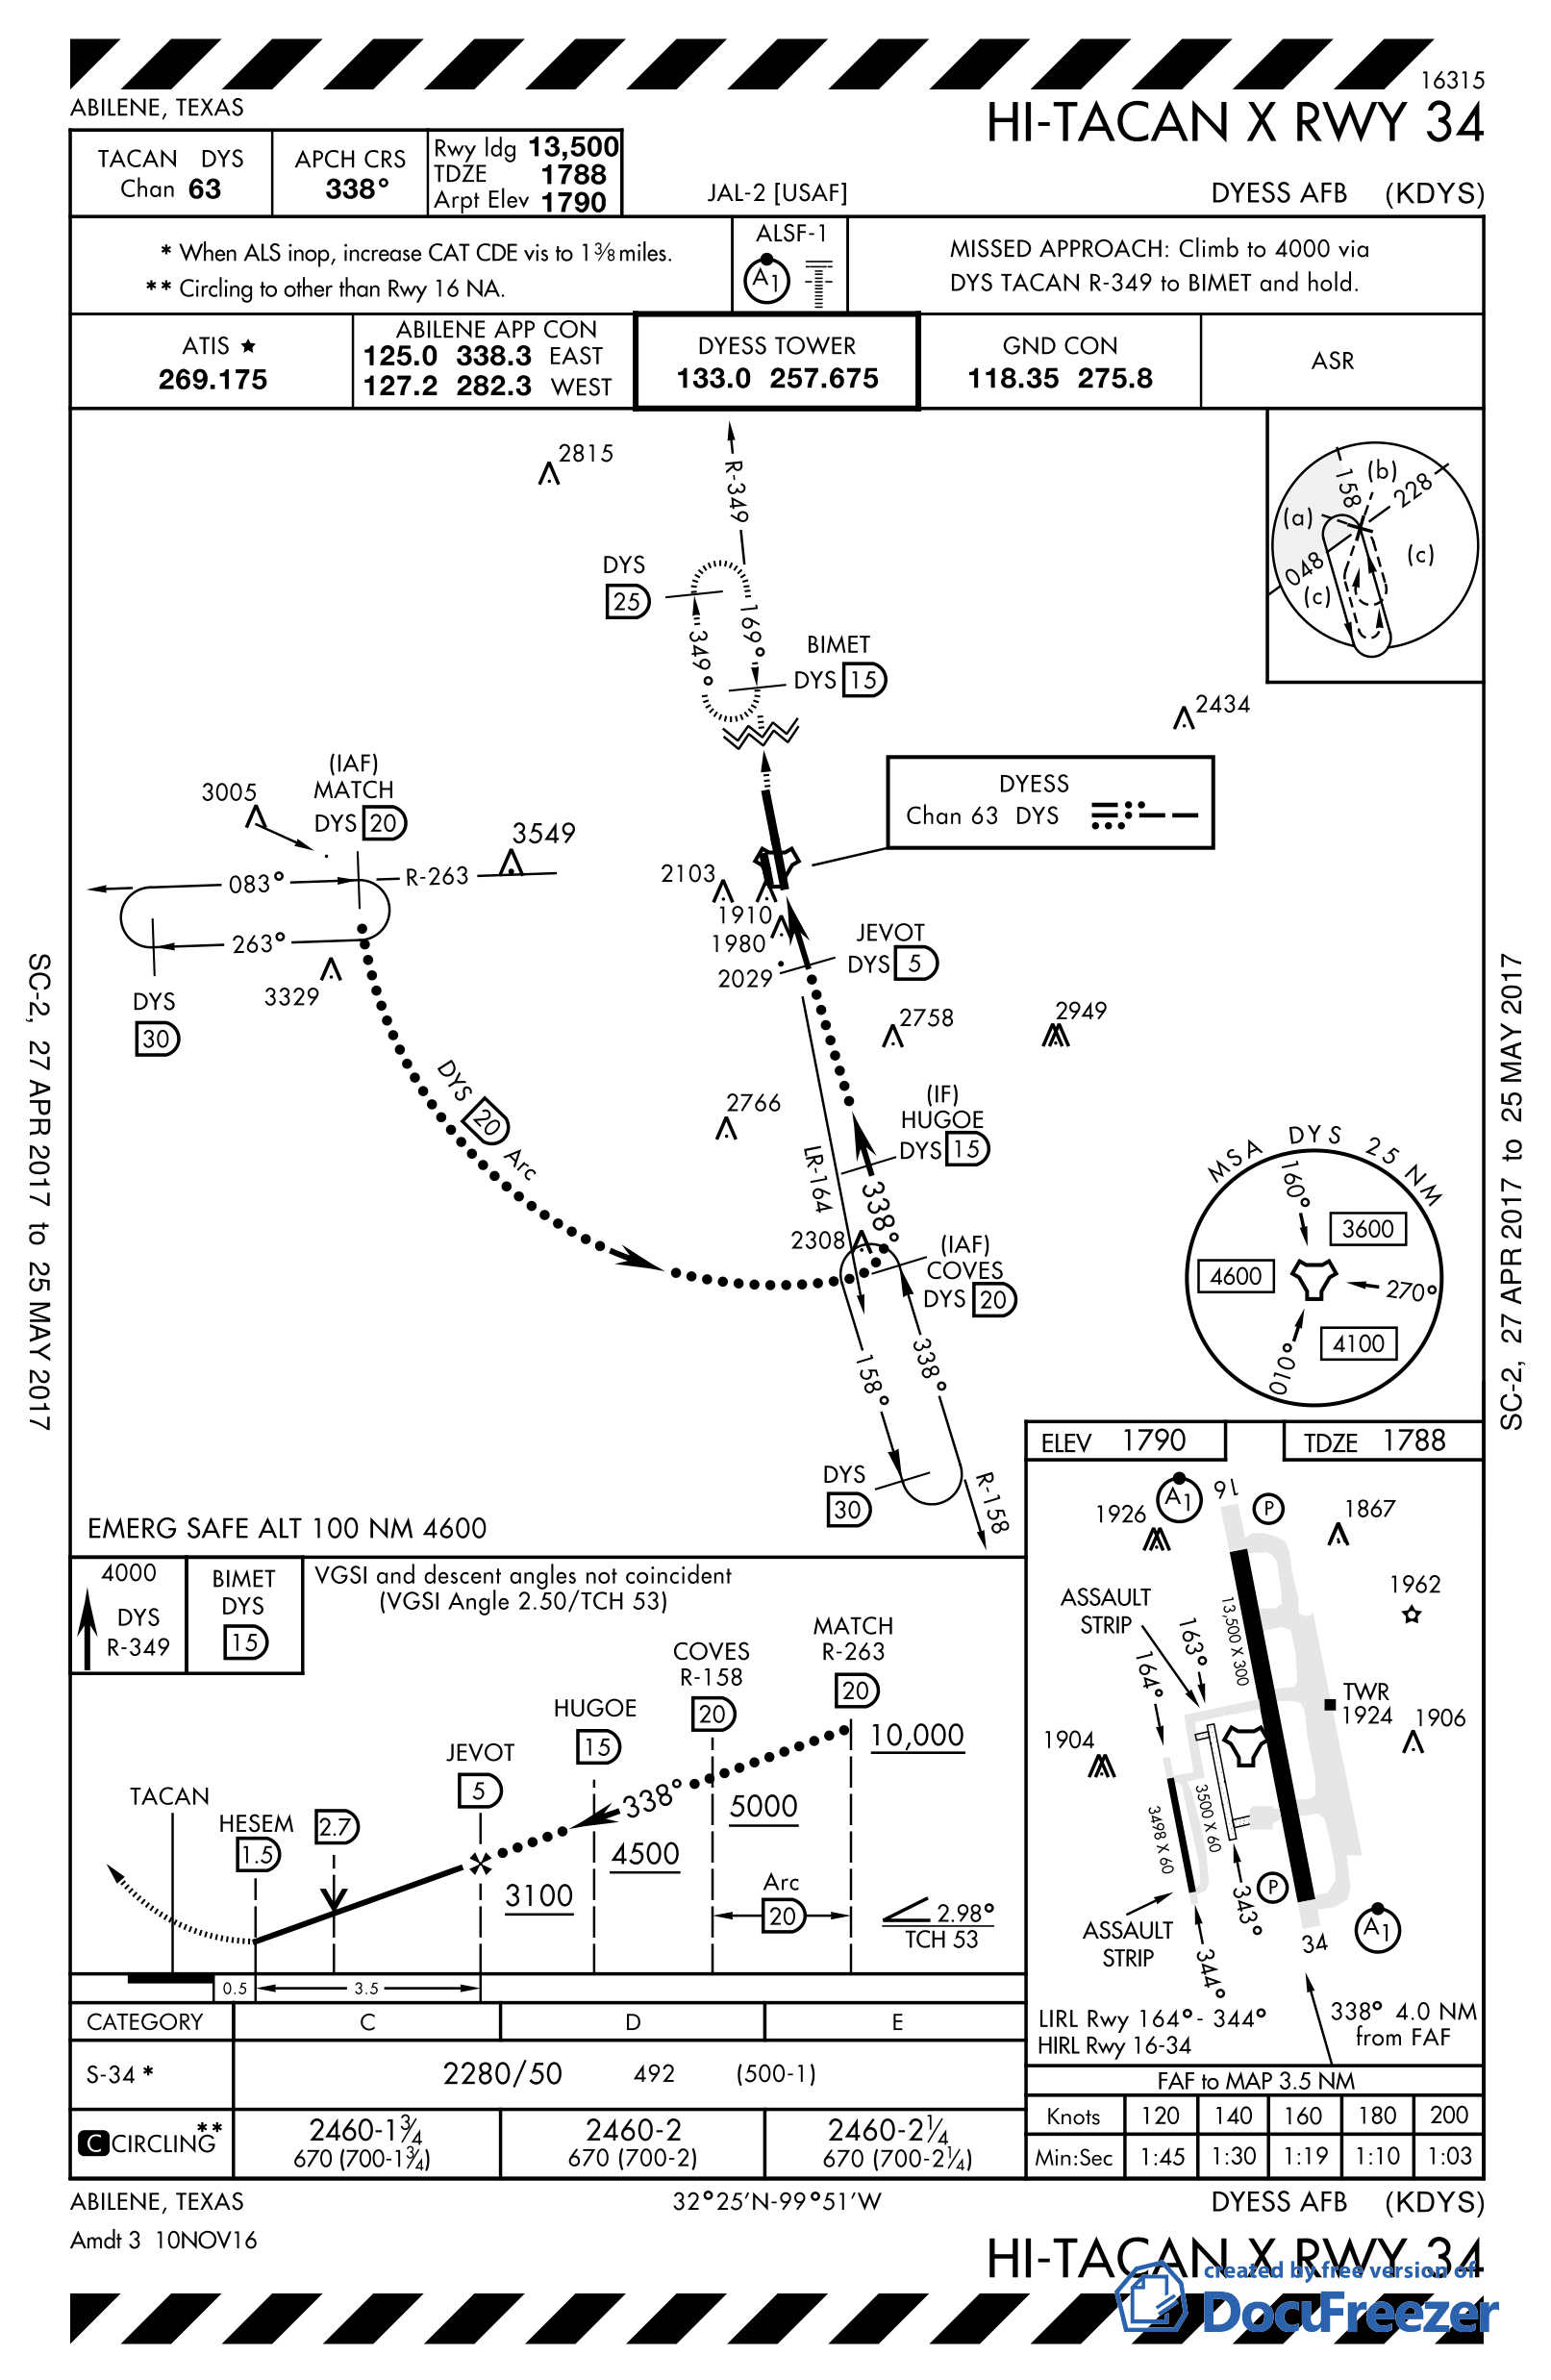 16315
ABILENE, TEXAS
HI-TACAN X RWY 34
TACAN DYS
Chan 63
APCH CRS
338°
Rwy ldg 13,500
TDZE 1788
Arpt Elev 1790
JAL-2 [USAF]
DYESS AFB (KDYS)
* When ALS inop, increase CAT CDE vis to 1⅜ miles.
** Circling to other than Rwy 16 NA.
ALSF-1
A1
MISSED APPROACH: Climb to 4000 via
DYS TACAN R-349 to BIMET and hold.
ATIS ★
269.175
ABILENE APP CON
125.0 338.3 EAST
127.2 282.3 WEST
DYESS TOWER
133.0 257.675
GND CON
118.35 275.8
ASR
2815
R-349
DYS
25
169°
349°
BIMET
DYS 15
158
(b)
228
(a)
(c)
048
(c)
2434
(IAF)
MATCH
DYS 20
3005
3549
083°
R-263
263°
3329
DYS
30
DYESS
Chan 63 DYS
2103
1910
1980
2029
JEVOT
DYS 5
2758
2949
2766
(IF)
HUGOE
DYS 15
DYS 20 Arc
LR-164
338°
2308
(IAF)
COVES
DYS 20
158°
338°
DYS
30
R-158
MSA DYS 25 NM
160°
3600
4600
270°
4100
010°
SC-2, 27 APR 2017 to 25 MAY 2017
SC-2, 27 APR 2017 to 25 MAY 2017
EMERG SAFE ALT 100 NM 4600
4000
DYS
R-349
BIMET
DYS
15
VGSI and descent angles not coincident
(VGSI Angle 2.50/TCH 53)
MATCH
R-263
20
COVES
R-158
20
HUGOE
15
JEVOT
5
TACAN
HESEM
1.5
2.7
338°
10,000
5000
4500
3100
Arc
20
2.98°
TCH 53
0.5
3.5
ELEV 1790
TDZE 1788
A1
16
P
1926
1867
ASSAULT
STRIP
163°
164°
13,500 X 300
1962
TWR
1924
1906
1904
3500 X 60
3498 X 60
P
343°
ASSAULT
STRIP
344°
34
A1
LIRL Rwy 164°- 344°
HIRL Rwy 16-34
338° 4.0 NM
from FAF
FAF to MAP 3.5 NM
Knots 120 140 160 180 200
Min:Sec 1:45 1:30 1:19 1:10 1:03
CATEGORY C D E
S-34 * 2280/50 492 (500-1)
C CIRCLING** 2460-1¾ 2460-2 2460-2¼
670 (700-1¾) 670 (700-2) 670 (700-2¼)
ABILENE, TEXAS
32°25′N-99°51′W
DYESS AFB (KDYS)
Amdt 3 10NOV16
HI-TACAN X RWY 34
created by free version of
DocuFreezer